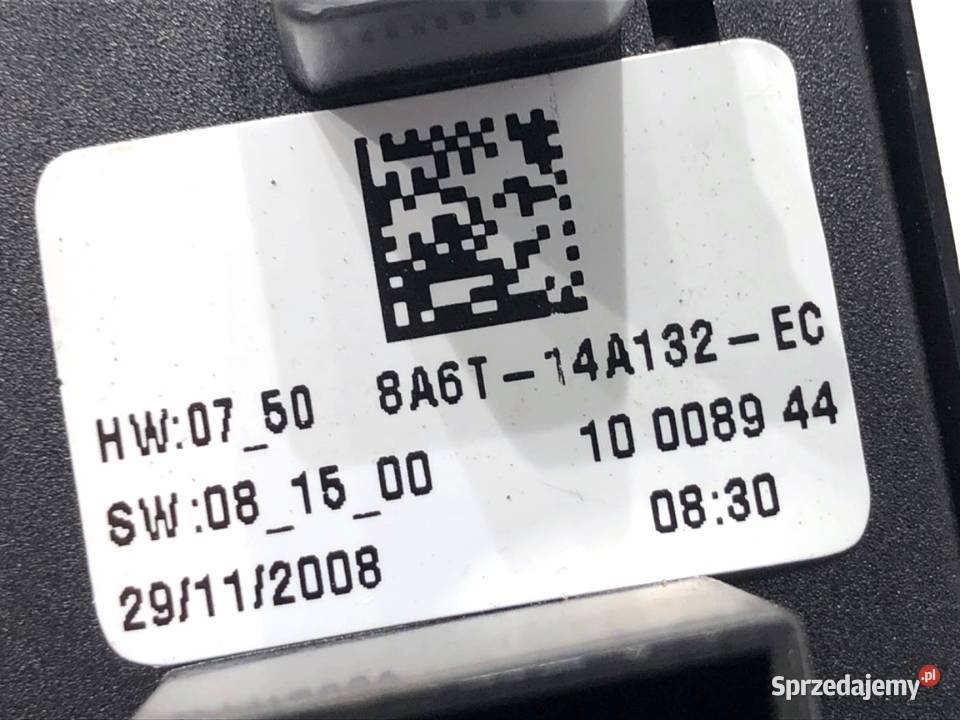 HW:07_50 8A6T-14A132-EC
SW:08_15_00 10 0089 44
29/11/2008 08:30
Sprzedajemy.pl